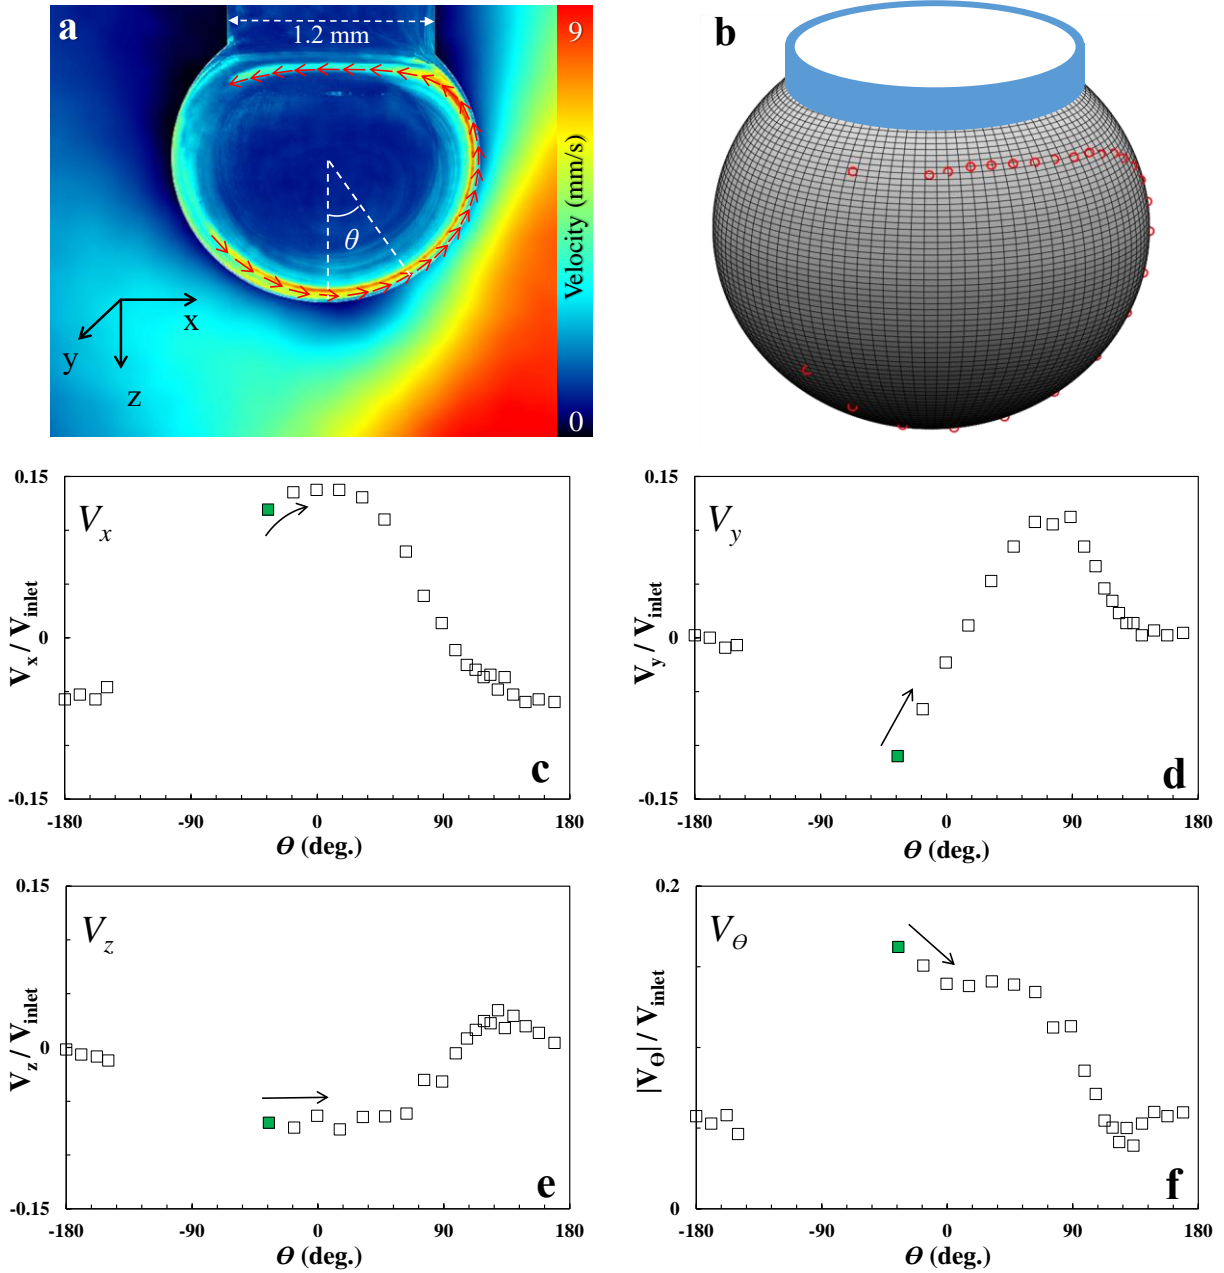 a
1.2 mm
9
Velocity (mm/s)
θ
x
y
z
0
b
0.15
V_x
V_x / V_inlet
0
-0.15
c
-180 -90 0 90 180
Θ (deg.)
0.15
V_y
V_y / V_inlet
0
-0.15
d
-180 -90 0 90 180
Θ (deg.)
0.15
V_z
V_z / V_inlet
0
-0.15
e
-180 -90 0 90 180
Θ (deg.)
0.2
V_Θ
|V_Θ| / V_inlet
0
f
-180 -90 0 90 180
Θ (deg.)